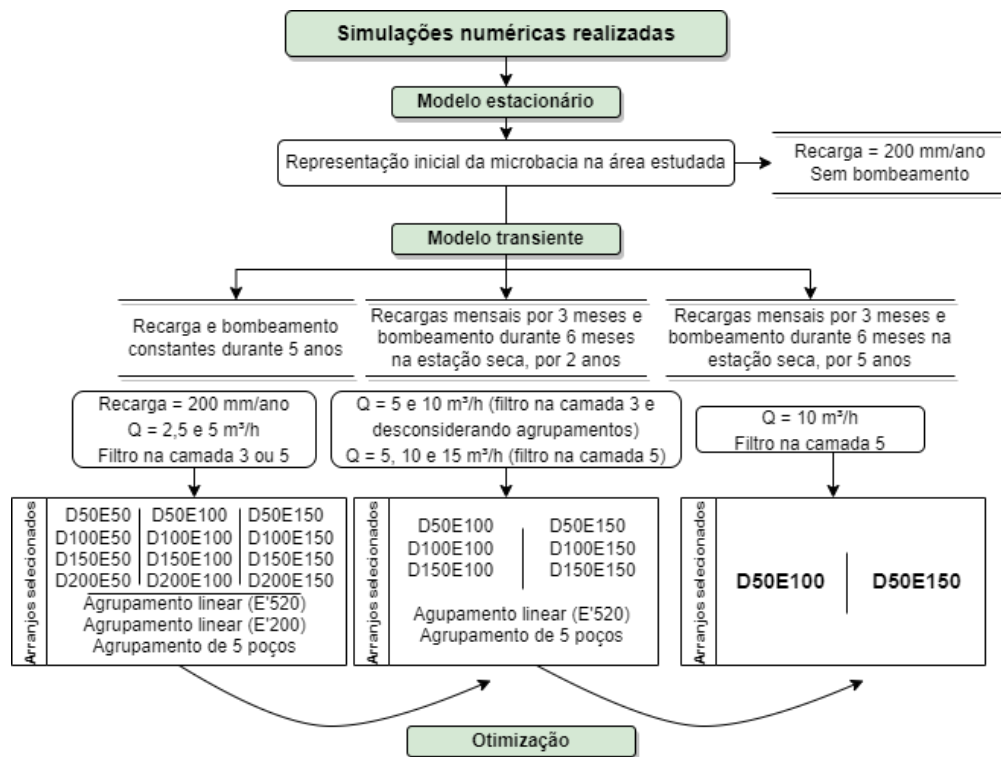 Simulações numéricas realizadas
Modelo estacionário
Representação inicial da microbacia na área estudada
Recarga = 200 mm/ano
Sem bombeamento
Modelo transiente
Recarga e bombeamento
constantes durante 5 anos
Recargas mensais por 3 meses e
bombeamento durante 6 meses
na estação seca, por 2 anos
Recargas mensais por 3 meses e
bombeamento durante 6 meses na
estação seca, por 5 anos
Recarga = 200 mm/ano
Q = 2,5 e 5 m³/h
Filtro na camada 3 ou 5
Q = 5 e 10 m³/h (filtro na camada 3 e
desconsiderando agrupamentos)
Q = 5, 10 e 15 m³/h (filtro na camada 5)
Q = 10 m³/h
Filtro na camada 5
Arranjos selecionados
D50E50 D50E100 D50E150
D100E50 D100E100 D100E150
D150E50 D150E100 D150E150
D200E50 D200E100 D200E150
Agrupamento linear (E'520)
Agrupamento linear (E'200)
Agrupamento de 5 poços
Arranjos selecionados
D50E100 D50E150
D100E100 D100E150
D150E100 D150E150
Agupamento linear (E'520)
Agrupamento de 5 poços
Arranjos selecionados
D50E100 D50E150
Otimização